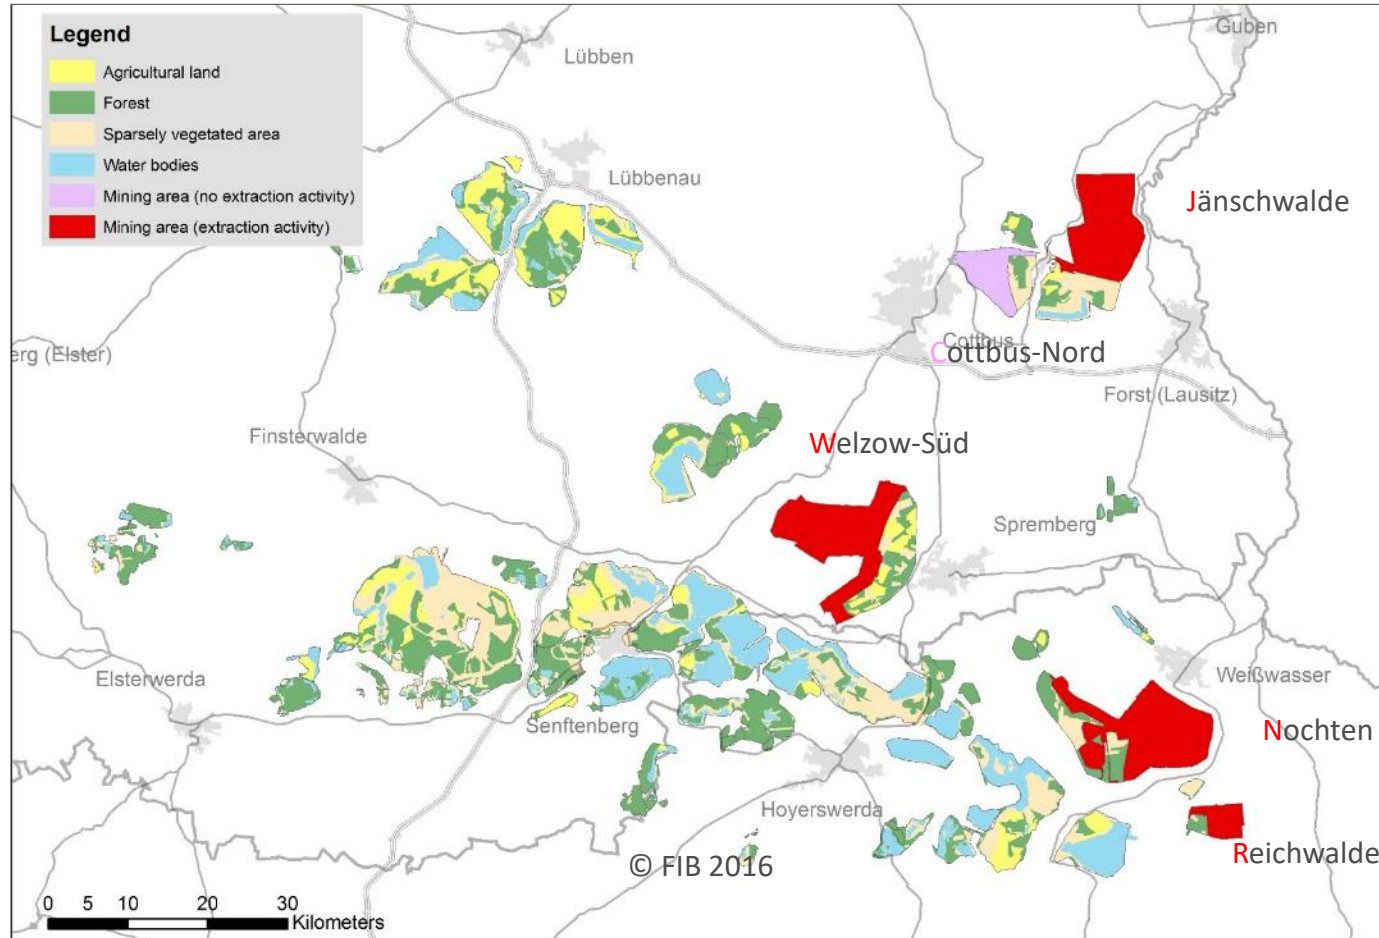 Legend
Agricultural land
Forest
Sparsely vegetated area
Water bodies
Mining area (no extraction activity)
Mining area (extraction activity)
Lübben
Guben
Lübbenau
Jänschwalde
Cottbus
erg (Elster)
Cottbus-Nord
Forst (Lausitz)
Finsterwalde
Welzow-Süd
Spremberg
Elsterwerda
Weißwasser
Senftenberg
Nochten
Hoyerswerda
Reichwalde
© FIB 2016
0 5 10 20 30
Kilometers